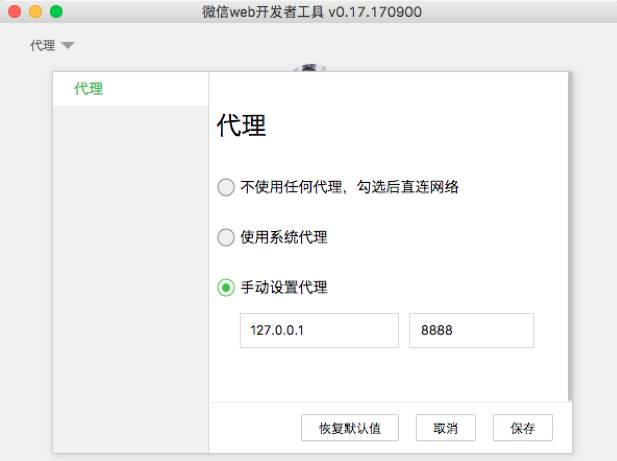 微信web开发者工具 v0.17.170900
代理
代理
代理
不使用任何代理，勾选后直连网络
使用系统代理
手动设置代理
127.0.0.1 8888
恢复默认值 取消 保存